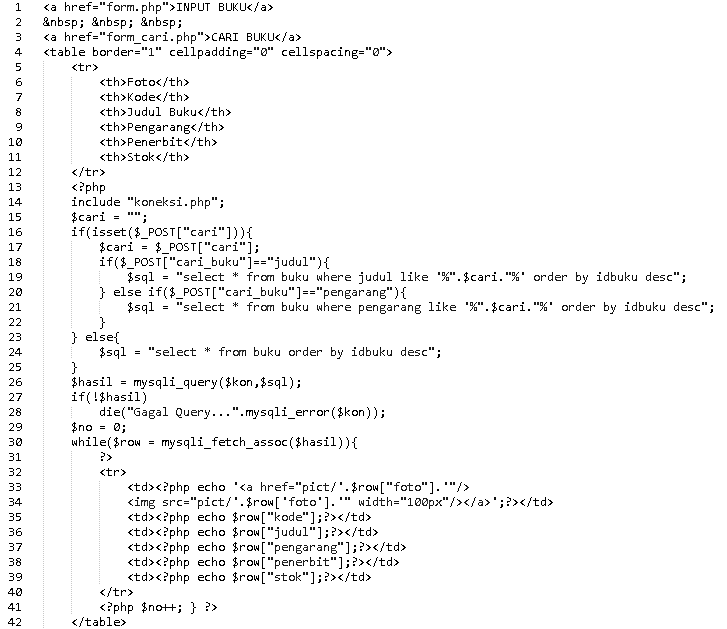 1 <a href="form.php">INPUT BUKU</a>
2 &nbsp; &nbsp; &nbsp;
3 <a href="form_cari.php">CARI BUKU</a>
4 <table border="1" cellpadding="0" cellspacing="0">
5 <tr>
6 <th>Foto</th>
7 <th>Kode</th>
8 <th>Judul Buku</th>
9 <th>Pengarang</th>
10 <th>Penerbit</th>
11 <th>Stok</th>
12 </tr>
13 <?php
14 include "koneksi.php";
15 $cari = "";
16 if(isset($_POST["cari"])){
17 $cari = $_POST["cari"];
18 if($_POST["cari_buku"]=="judul"){
19 $sql = "select * from buku where judul like '%".$cari."%' order by idbuku desc";
20 } else if($_POST["cari_buku"]=="pengarang"){
21 $sql = "select * from buku where pengarang like '%".$cari."%' order by idbuku desc";
22 }
23 } else{
24 $sql = "select * from buku order by idbuku desc";
25 }
26 $hasil = mysqli_query($kon,$sql);
27 if(!$hasil)
28 die("Gagal Query...".mysqli_error($kon));
29 $no = 0;
30 while($row = mysqli_fetch_assoc($hasil)){
31 ?>
32 <tr>
33 <td><?php echo '<a href="pict/'.$row["foto"].'"/>
34 <img src="pict/'.$row['foto'].'" width="100px"/></a>';?></td>
35 <td><?php echo $row["kode"];?></td>
36 <td><?php echo $row["judul"];?></td>
37 <td><?php echo $row["pengarang"];?></td>
38 <td><?php echo $row["penerbit"];?></td>
39 <td><?php echo $row["stok"];?></td>
40 </tr>
41 <?php $no++; } ?>
42 </table>